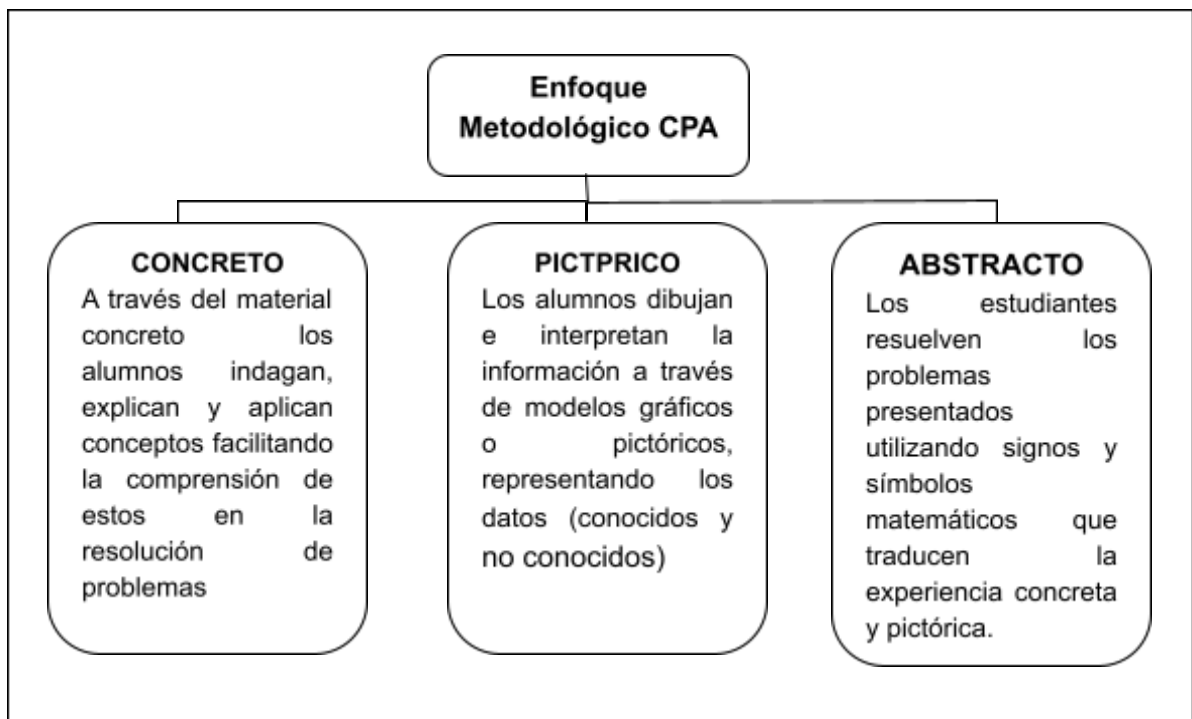 Enfoque
Metodológico CPA
CONCRETO
A través del material
concreto los
alumnos indagan,
explican y aplican
conceptos facilitando
la comprensión de
estos en la
resolución de
problemas
PICTPRICO
Los alumnos dibujan
e interpretan la
información a través
de modelos gráficos
o pictóricos,
representando los
datos (conocidos y
no conocidos)
ABSTRACTO
Los estudiantes
resuelven los
problemas
presentados
utilizando signos y
símbolos
matemáticos que
traducen la
experiencia concreta
y pictórica.